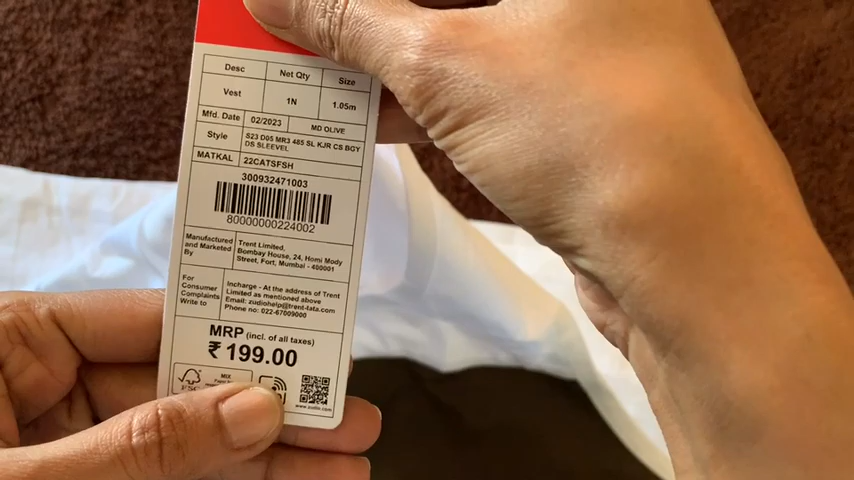 Desc Net Qty Size
Vest 1N 1.05m
Mfd. Date 02/2023 MD OLIVE
Style S23 D05 MR3 485 SL KJR CS BGY
DS SLEEVEL
MATKAL 22CATSFSH
300932471003
80000000224002
Manufactured
and Marketed
By
Trent Limited,
Bombay House, 24, Homi Mody
Street, Fort, Mumbai - 400001
For
Consumer
Complaints
Write to
Incharge - At the address of Trent
Limited as mentioned above
Email: zudiohelp@trent-tata.com
Phone no: 022-67009000
MRP (incl. of all taxes)
₹ 199.00
FSC
MIX
www.zudio.com